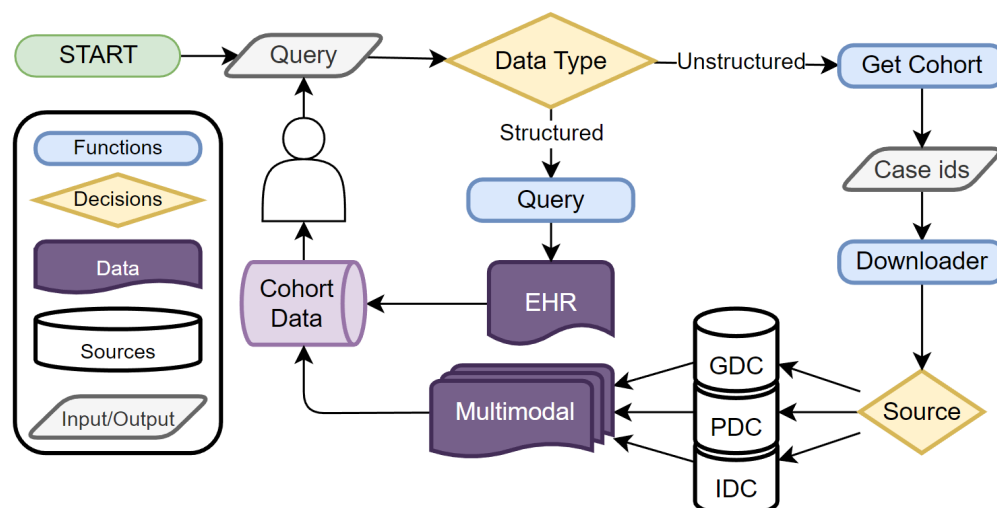 START
Query
Data Type
Unstructured
Get Cohort
Structured
Case ids
Query
Downloader
EHR
Cohort
Data
GDC
PDC
IDC
Source
Multimodal
Functions
Decisions
Data
Sources
Input/Output